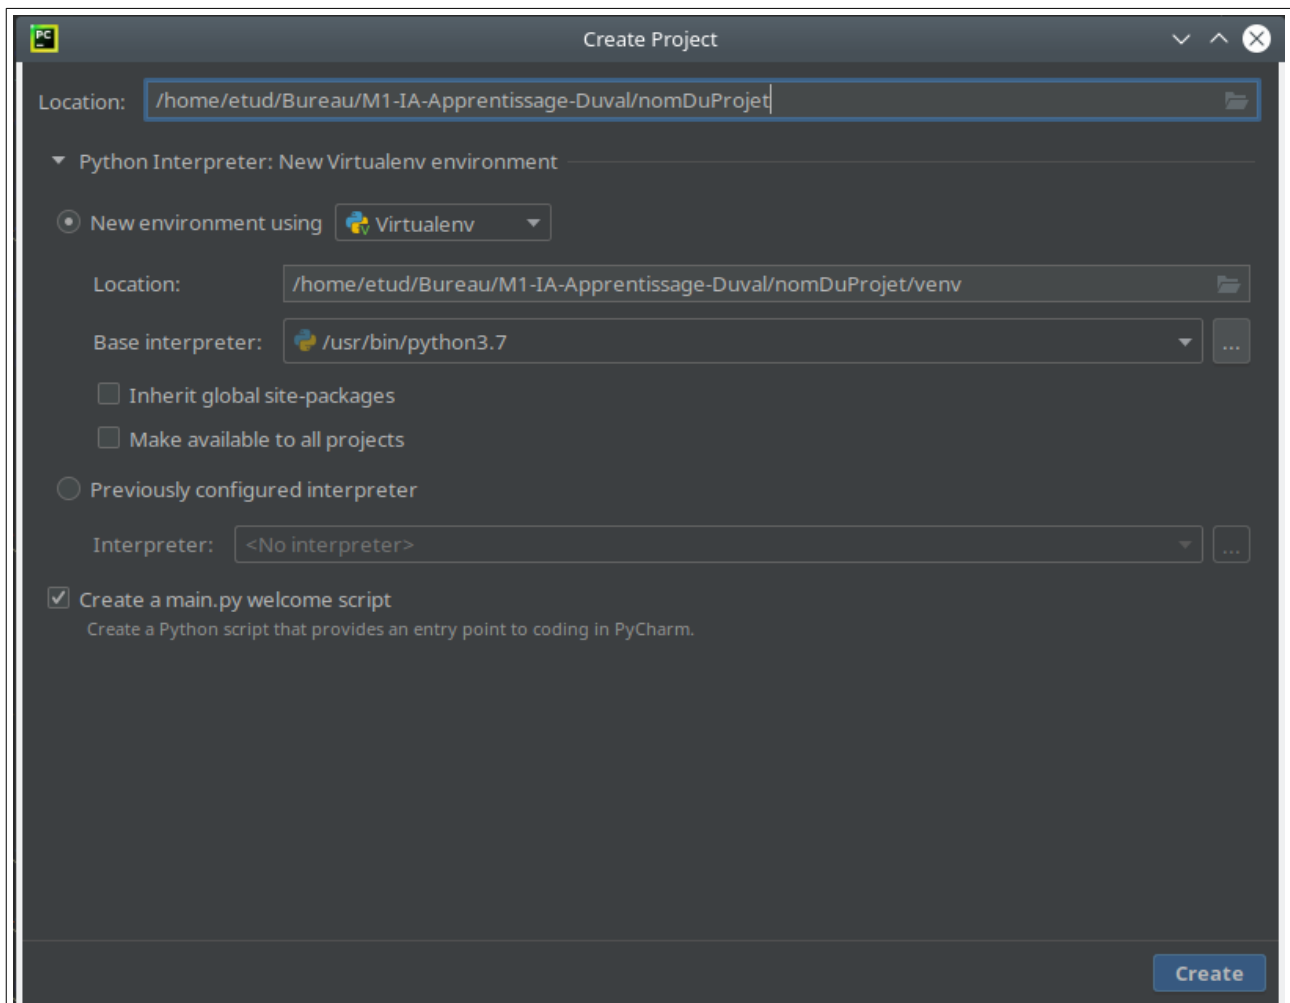 PC
Create Project
Location: /home/etud/Bureau/M1-IA-Apprentissage-Duval/nomDuProjet
Python Interpreter: New Virtualenv environment
New environment using Virtualenv
Location: /home/etud/Bureau/M1-IA-Apprentissage-Duval/nomDuProjet/venv
Base interpreter: /usr/bin/python3.7 ...
Inherit global site-packages
Make available to all projects
Previously configured interpreter
Interpreter: <No interpreter> ...
Create a main.py welcome script
Create a Python script that provides an entry point to coding in PyCharm.
Create